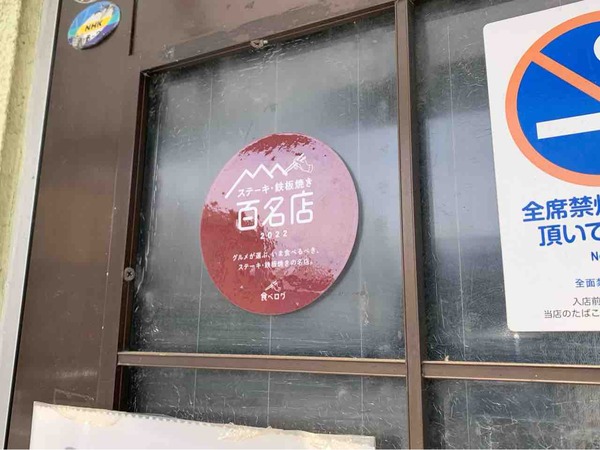 NHK
ステーキ・鉄板焼き
百名店
2022
グルメが選ぶ、いま食べるべき、
ステーキ・鉄板焼きの名店。
食べログ
全席禁
頂いて
全面
入店前
当店のたばこ